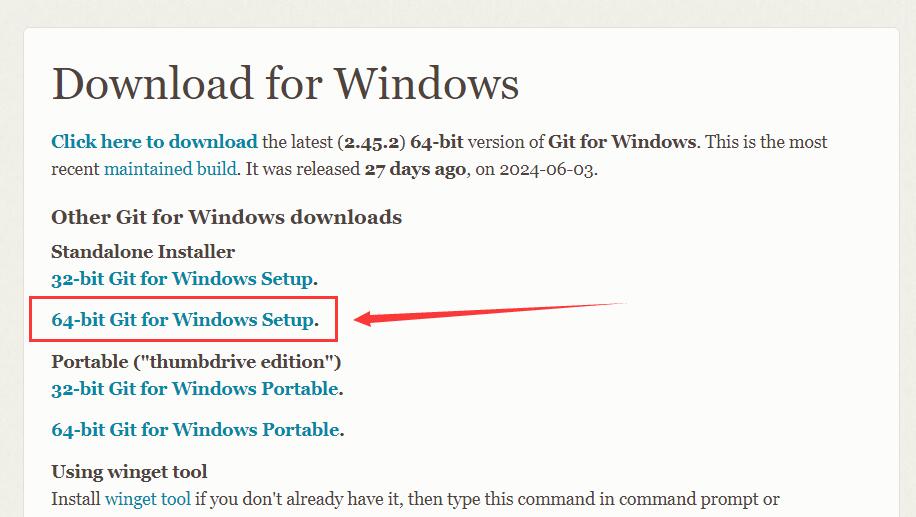 Download for Windows
Click here to download the latest (2.45.2) 64-bit version of Git for Windows. This is the most
recent maintained build. It was released 27 days ago, on 2024-06-03.
Other Git for Windows downloads
Standalone Installer
32-bit Git for Windows Setup.
64-bit Git for Windows Setup.
Portable ("thumbdrive edition")
32-bit Git for Windows Portable.
64-bit Git for Windows Portable.
Using winget tool
Install winget tool if you don't already have it, then type this command in command prompt or